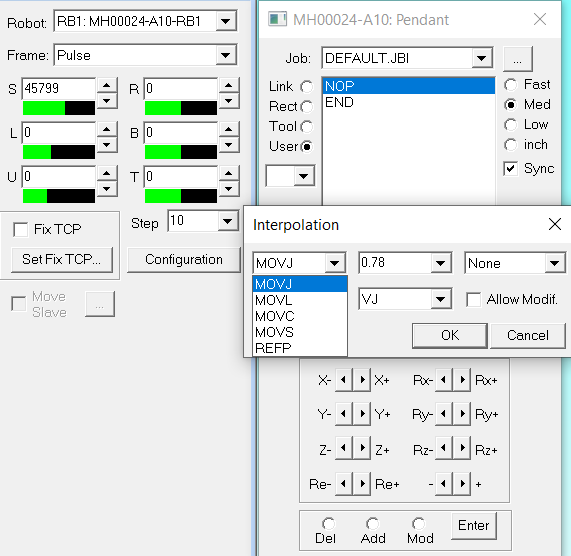 Robot: RB1: MH00024-A10-RB1
Frame: Pulse
S 45799 R 0
L 0 B 0
U 0 T 0
Fix TCP Step 10
Set Fix TCP... Configuration
Move Slave ...
MH00024-A10: Pendant
Job: DEFAULT.JBI ...
Link
Rect
Tool
User
NOP
END
Fast
Med
Low
inch
Sync
Interpolation
MOVJ 0.78 None
MOVJ
MOVL
MOVC
MOVS
REFP
VJ Allow Modif.
OK Cancel
X- X+ Rx- Rx+
Y- Y+ Ry- Ry+
Z- Z+ Rz- Rz+
Re- Re+ - +
Del Add Mod Enter